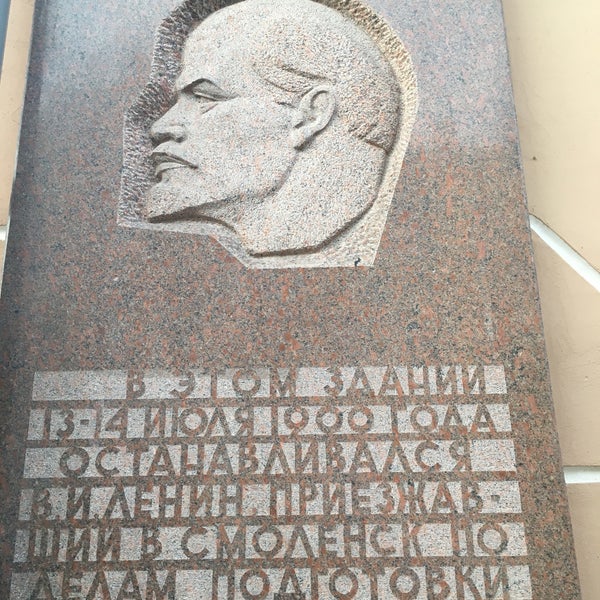 В ЭТОМ ЗДАНИИ
13-14 ИЮЛЯ 1900 ГОДА
ОСТАНАВЛИВАЛСЯ
В.И.ЛЕНИН, ПРИЕЗЖАВ-
ШИЙ В СМОЛЕНСК ПО
ДЕЛАМ ПОДГОТОВКИ